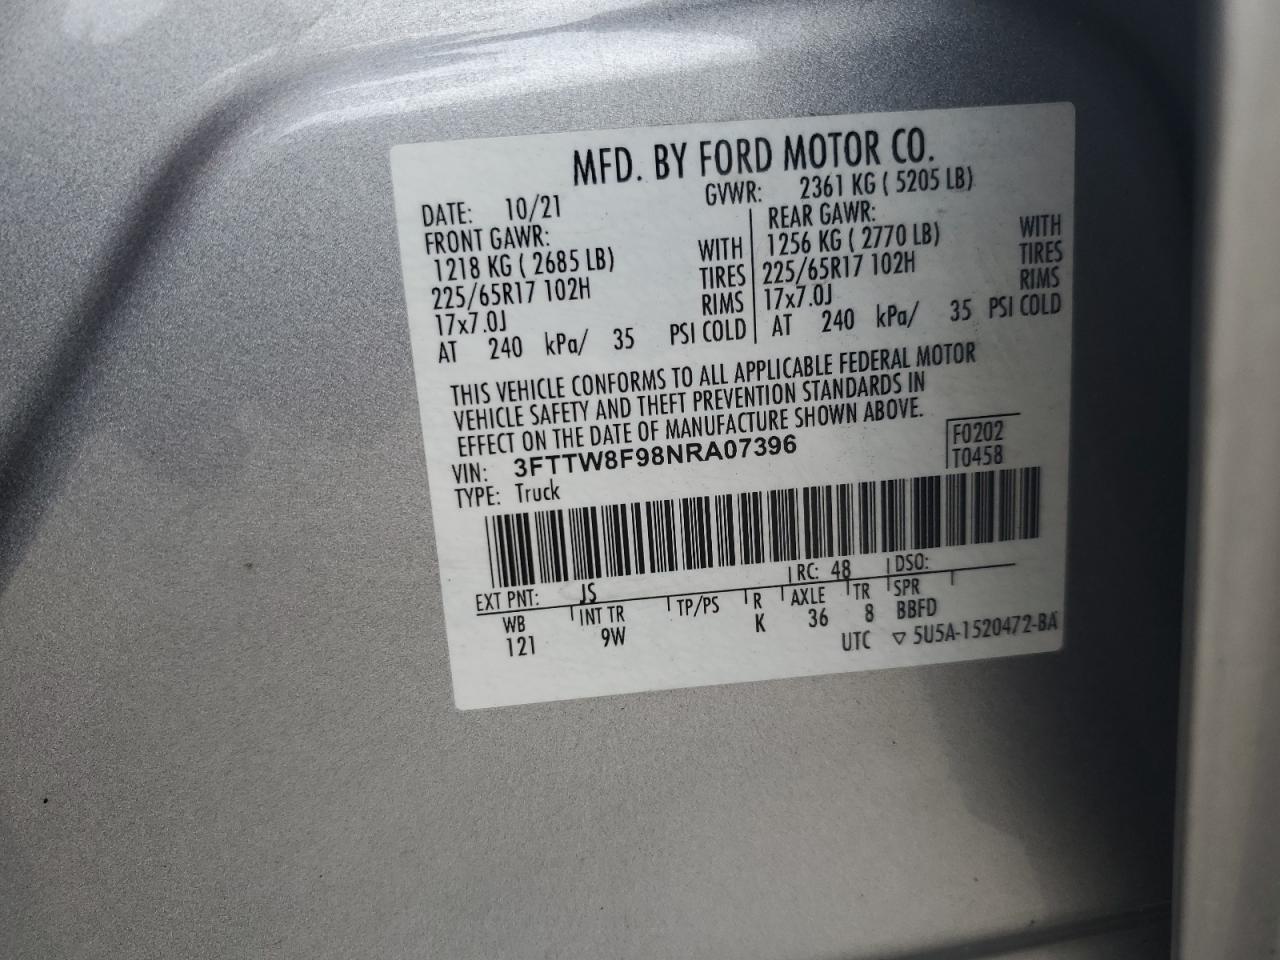 MFD. BY FORD MOTOR CO.
DATE: 10/21 GVWR: 2361 KG ( 5205 LB)
FRONT GAWR:
1218 KG ( 2685 LB) WITH
225/65R17 102H TIRES
17x7.0J RIMS
AT 240 kPa/ 35 PSI COLD
REAR GAWR:
1256 KG ( 2770 LB) WITH
225/65R17 102H TIRES
17x7.0J RIMS
AT 240 kPa/ 35 PSI COLD
THIS VEHICLE CONFORMS TO ALL APPLICABLE FEDERAL MOTOR
VEHICLE SAFETY AND THEFT PREVENTION STANDARDS IN
EFFECT ON THE DATE OF MANUFACTURE SHOWN ABOVE.
VIN: 3FTTW8F98NRA07396
TYPE: Truck
F0202
T0458
EXT PNT: JS RC: 48 DSO:
WB INT TR TP/PS R AXLE TR SPR
121 9W K 36 8 BBFD
UTC ▽ 5U5A-1520472-BA